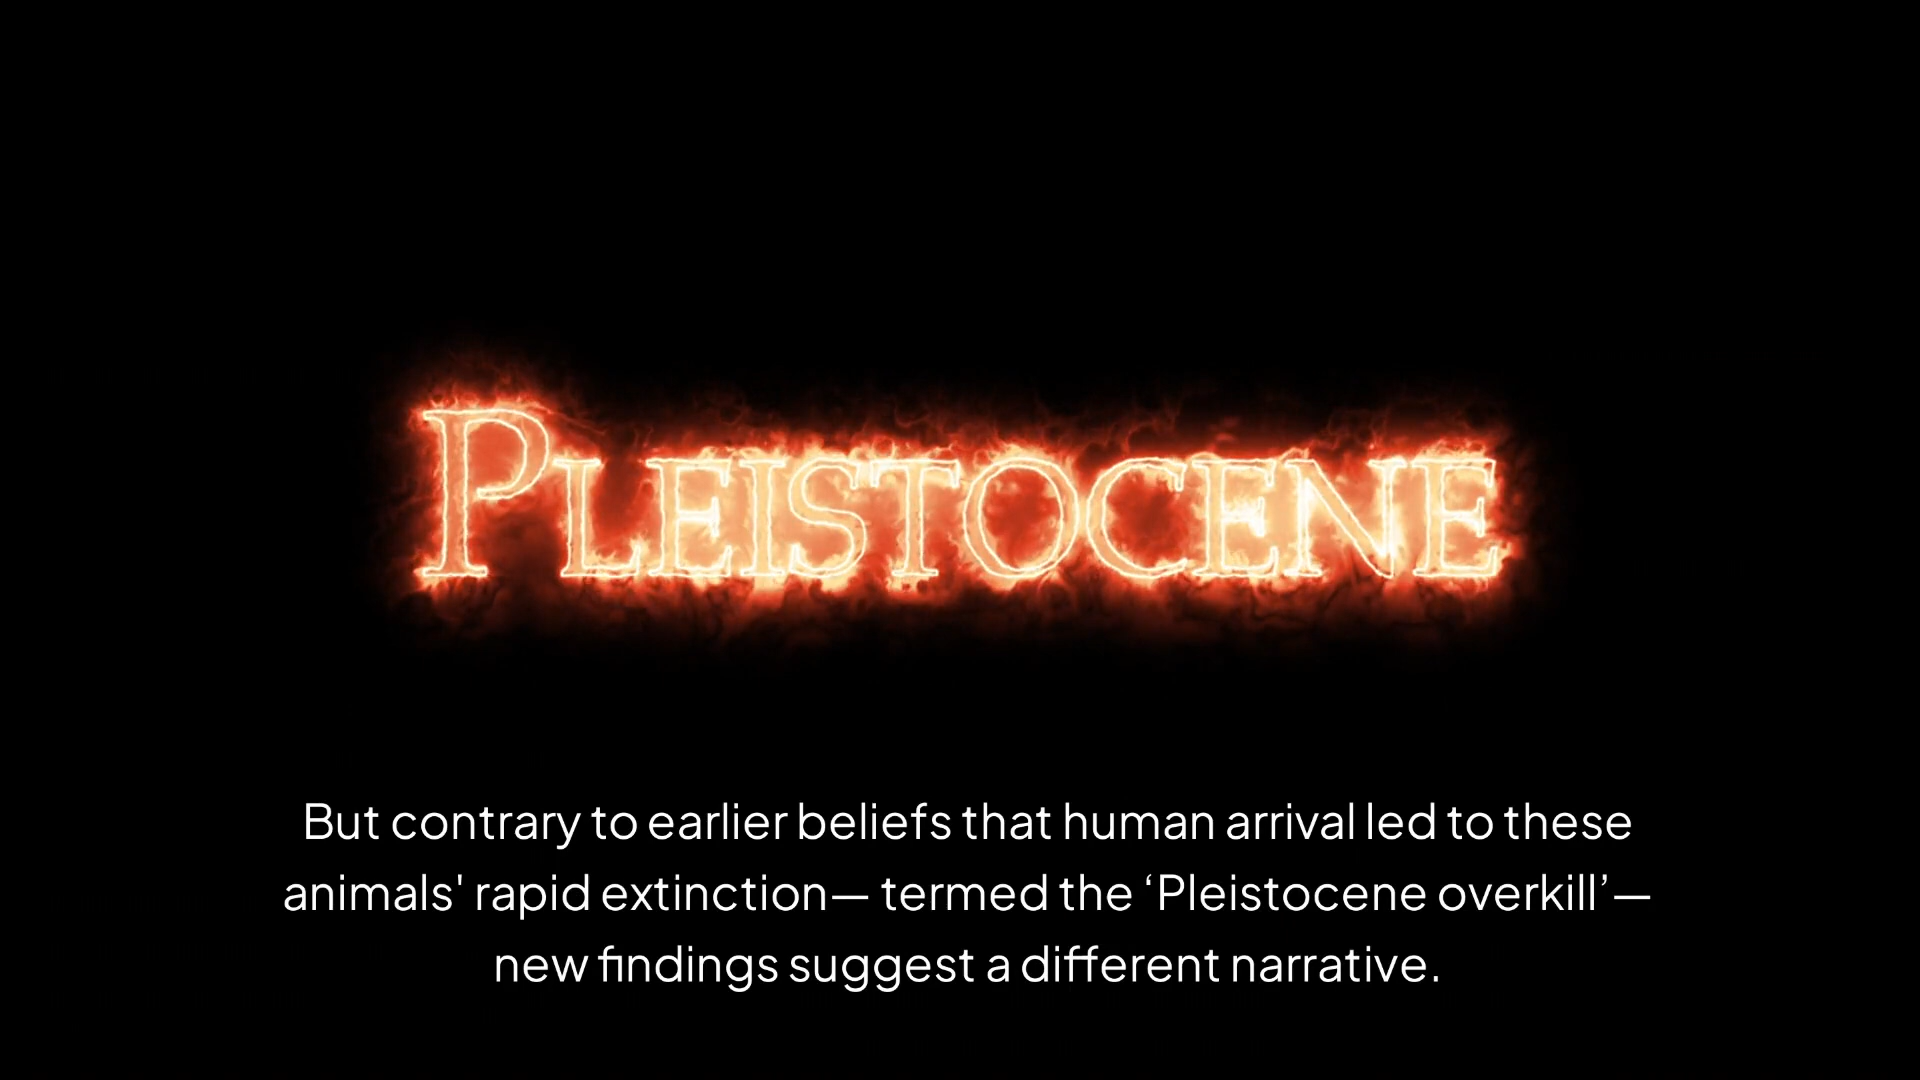 PLEISTOCENE
But contrary to earlier beliefs that human arrival led to these
animals' rapid extinction— termed the ‘Pleistocene overkill’—
new findings suggest a different narrative.